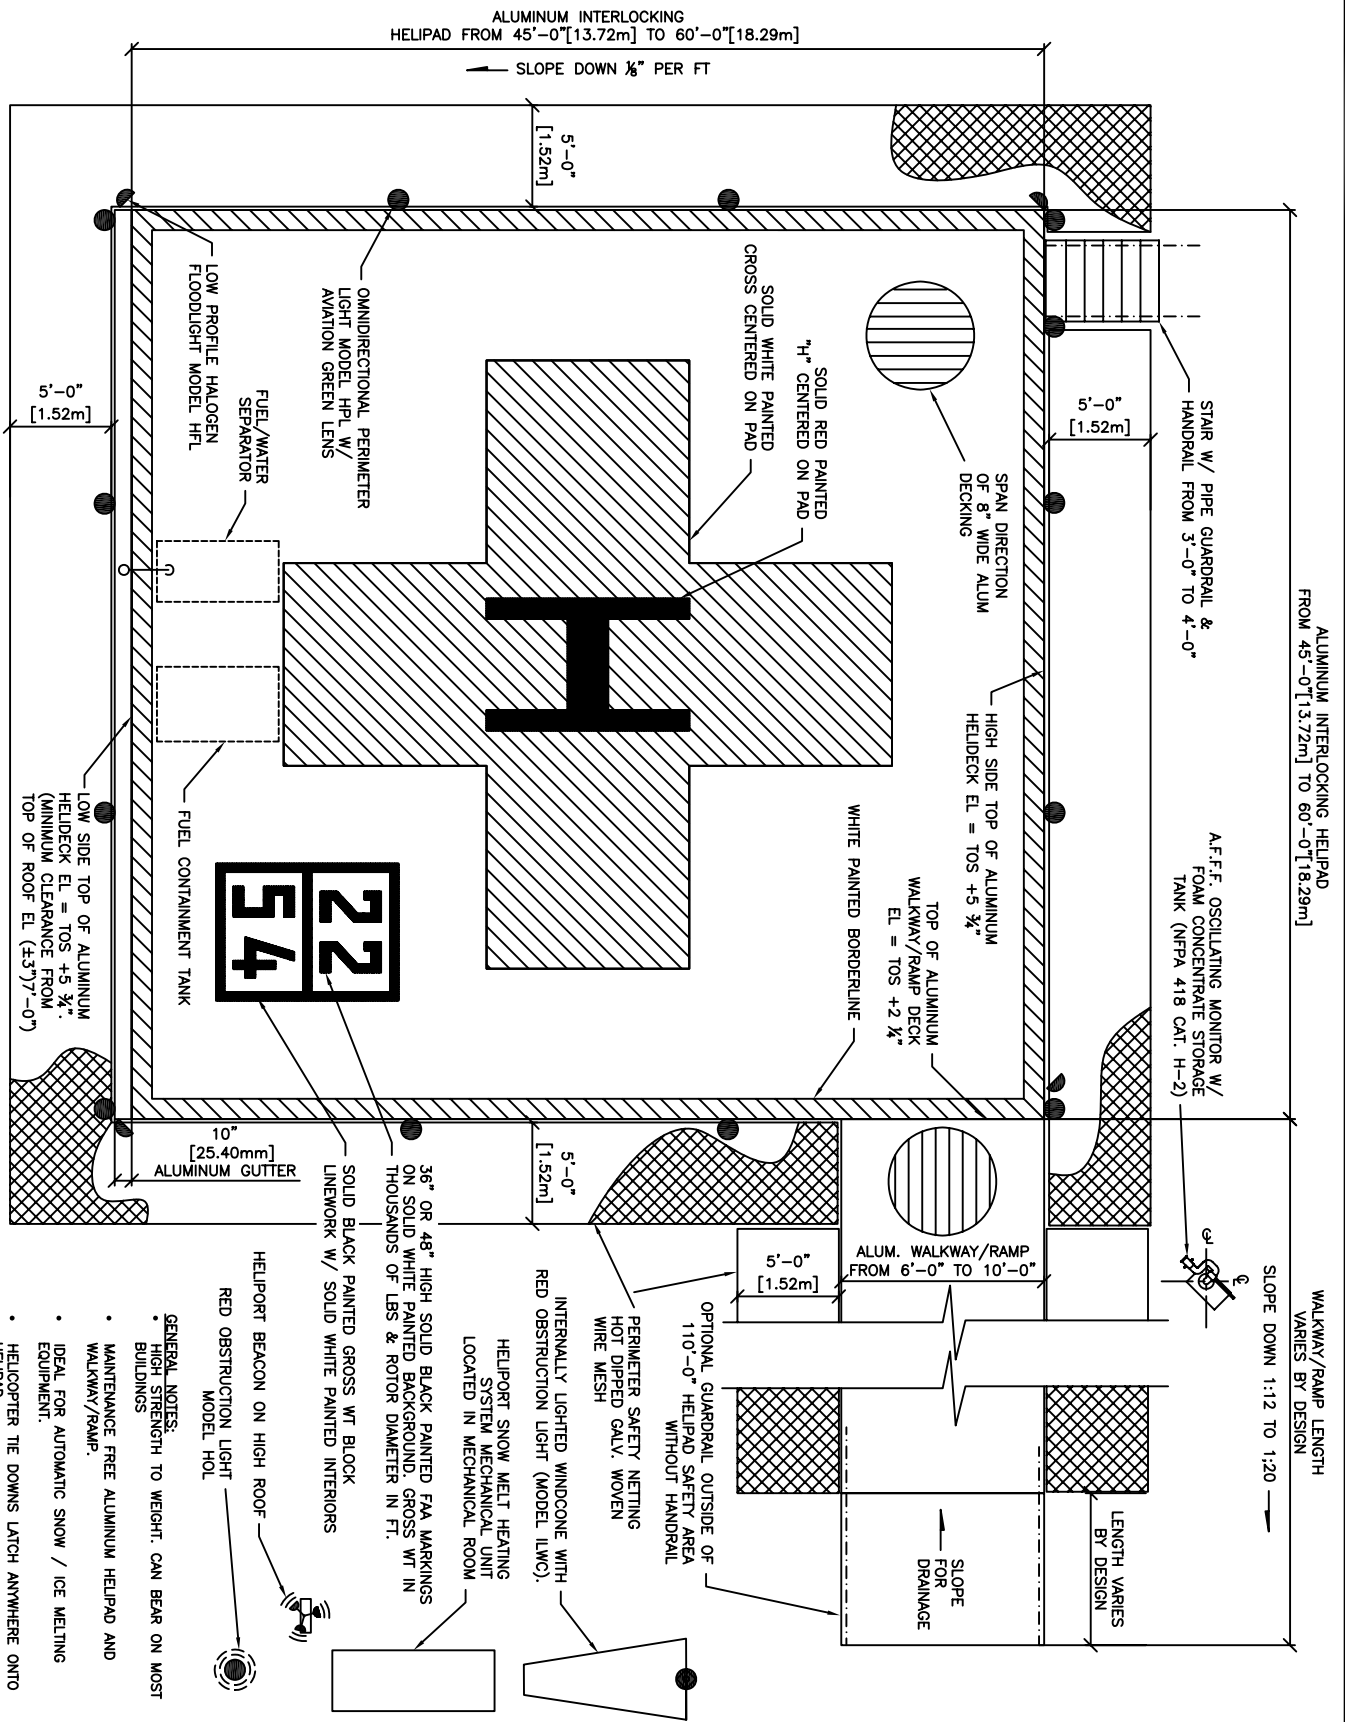 ALUMINUM INTERLOCKING
HELIPAD FROM 45'-0"[13.72m] TO 60'-0"[18.29m]
SLOPE DOWN ⅛" PER FT
ALUMINUM INTERLOCKING HELIPAD
FROM 45'-0"[13.72m] TO 60'-0"[18.29m]
WALKWAY/RAMP LENGTH
VARIES BY DESIGN
SLOPE DOWN 1:12 TO 1:20
STAIR W/ PIPE GUARDRAIL &
HANDRAIL FROM 3'-0" TO 4'-0"
A.F.F.F. OSCILLATING MONITOR W/
FOAM CONCENTRATE STORAGE
TANK (NFPA 418 CAT. H-2)
5'-0"
[1.52m]
5'-0"
[1.52m]
LENGTH VARIES
BY DESIGN
SPAN DIRECTION
OF 8" WIDE ALUM
DECKING
HIGH SIDE TOP OF ALUMINUM
HELIDECK EL = TOS +5 ¾"
TOP OF ALUMINUM
WALKWAY/RAMP DECK
EL = TOS +2 ¼"
WHITE PAINTED BORDERLINE
SLOPE
FOR
DRAINAGE
ALUM. WALKWAY/RAMP
FROM 6'-0" TO 10'-0"
SOLID RED PAINTED
"H" CENTERED ON PAD
SOLID WHITE PAINTED
CROSS CENTERED ON PAD
H
5'-0"
[1.52m]
OPTIONAL GUARDRAIL OUTSIDE OF
110'-0" HELIPAD SAFETY AREA
WITHOUT HANDRAIL
PERIMETER SAFETY NETTING
HOT DIPPED GALV. WOVEN
WIRE MESH
5'-0"
[1.52m]
INTERNALLY LIGHTED WINDCONE WITH
RED OBSTRUCTION LIGHT (MODEL ILWC).
HELIPORT SNOW MELT HEATING
SYSTEM MECHANICAL UNIT
LOCATED IN MECHANICAL ROOM
OMNIDIRECTIONAL PERIMETER
LIGHT MODEL HPL W/
AVIATION GREEN LENS
22
54
36" OR 48" HIGH SOLID BLACK PAINTED FAA MARKINGS
ON SOLID WHITE PAINTED BACKGROUND. GROSS WT IN
THOUSANDS OF LBS & ROTOR DIAMETER IN FT.
SOLID BLACK PAINTED GROSS WT BLOCK
LINEWORK W/ SOLID WHITE PAINTED INTERIORS
FUEL/WATER
SEPARATOR
FUEL CONTAINMENT TANK
LOW PROFILE HALOGEN
FLOODLIGHT MODEL HFL
10"
[25.40mm]
ALUMINUM GUTTER
5'-0"
[1.52m]
LOW SIDE TOP OF ALUMINUM
HELIDECK EL = TOS +5 ¾".
(MINIMUM CLEARANCE FROM
TOP OF ROOF EL (±3")7'-0")
HELIPORT BEACON ON HIGH ROOF
RED OBSTRUCTION LIGHT
MODEL HOL
GENERAL NOTES:
• HIGH STRENGTH TO WEIGHT. CAN BEAR ON MOST
BUILDINGS
• MAINTENANCE FREE ALUMINUM HELIPAD AND
WALKWAY/RAMP.
• IDEAL FOR AUTOMATIC SNOW / ICE MELTING
EQUIPMENT.
• HELICOPTER TIE DOWNS LATCH ANYWHERE ONTO